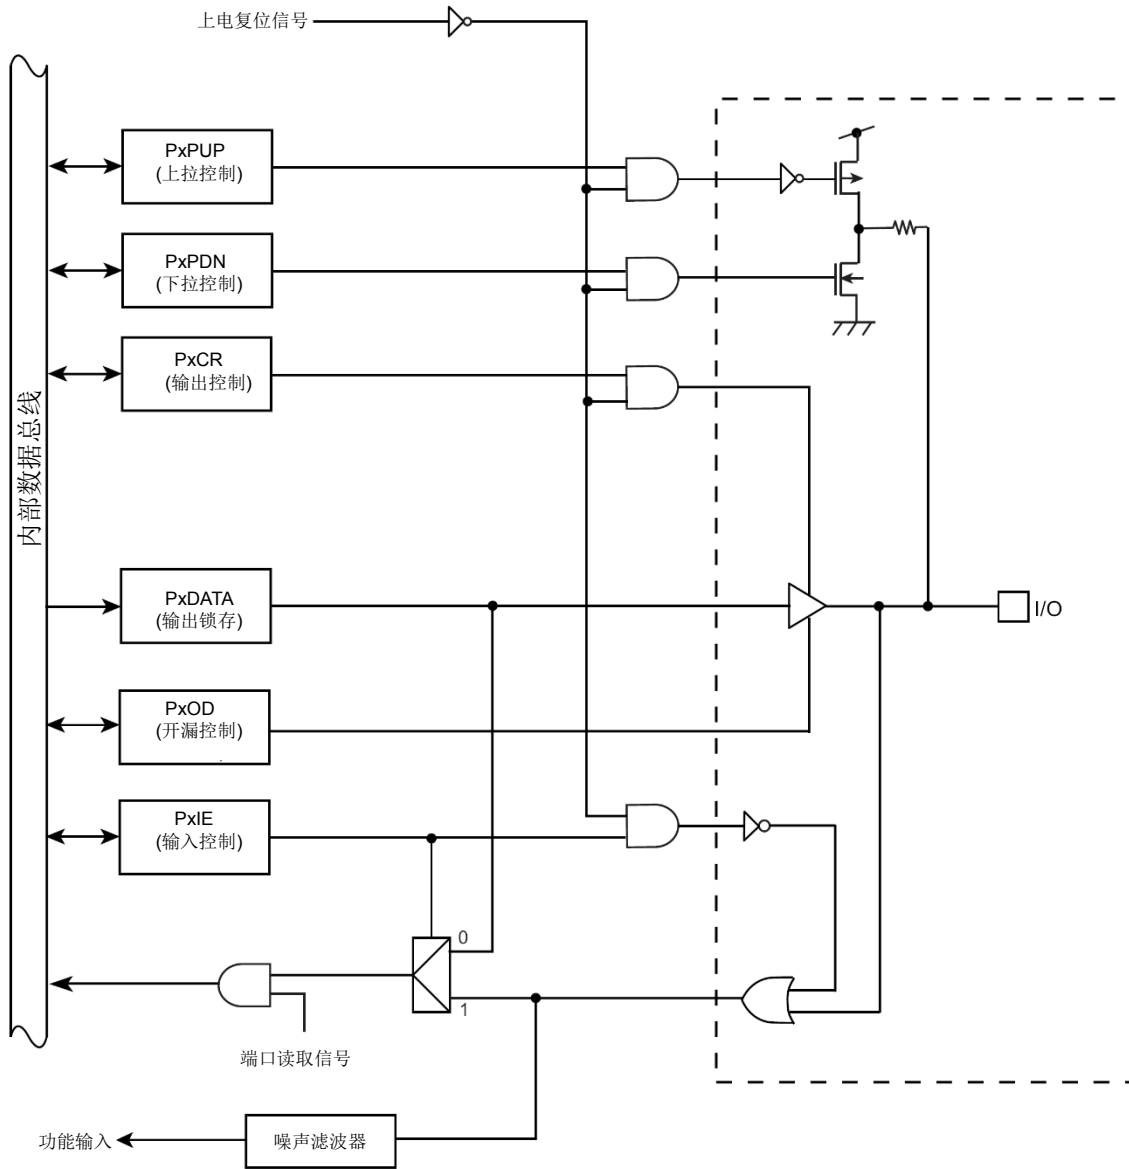 上电复位信号
PxPUP
(上拉控制)
PxPDN
(下拉控制)
PxCR
(输出控制)
内部数据总线
PxDATA
(输出锁存)
I/O
PxOD
(开漏控制)
PxIE
(输入控制)
0
1
端口读取信号
功能输入
噪声滤波器